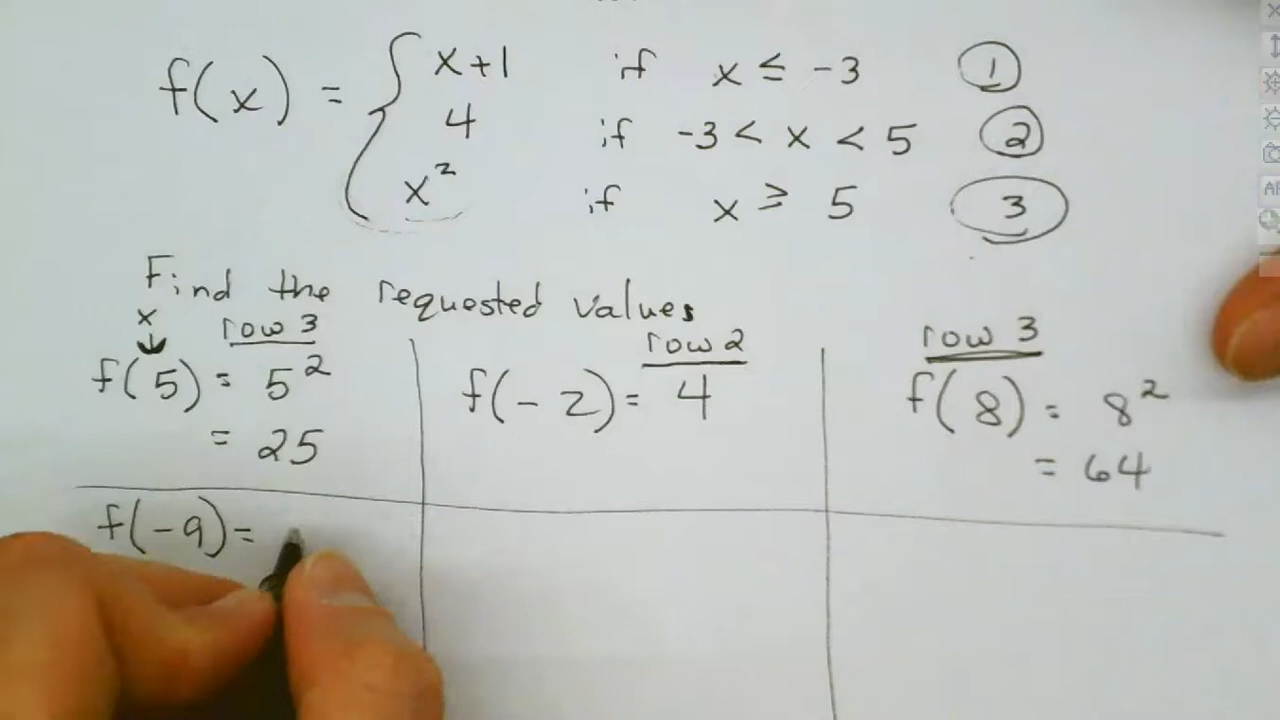 f(x) = { x+1 if x ≤ -3 ①
4 if -3 < x < 5 ②
x² if x ≥ 5 ③
Find the requested values
x row 3
↓
f(5) = 5²
= 25
row 2
f(-2) = 4
row 3
f(8) = 8²
= 64
f(-9) =